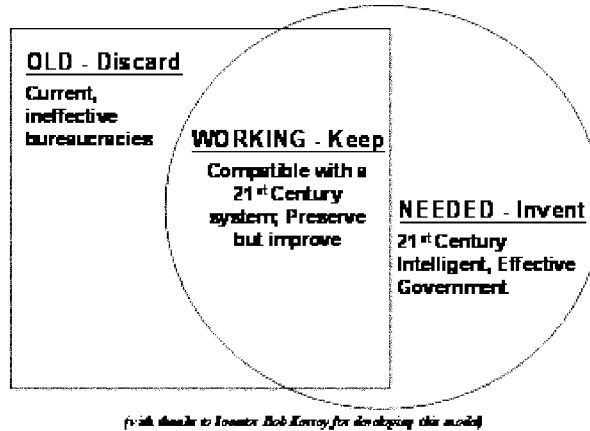 OLD - Discard
Current,
ineffective
bureaucracies
WORKING - Keep
Compatible with a
21st Century
system; Preserve
but improve
NEEDED - Invent
21st Century
Intelligent, Effective
Government
(with thanks to Senator Bob Kerrey for developing this model)